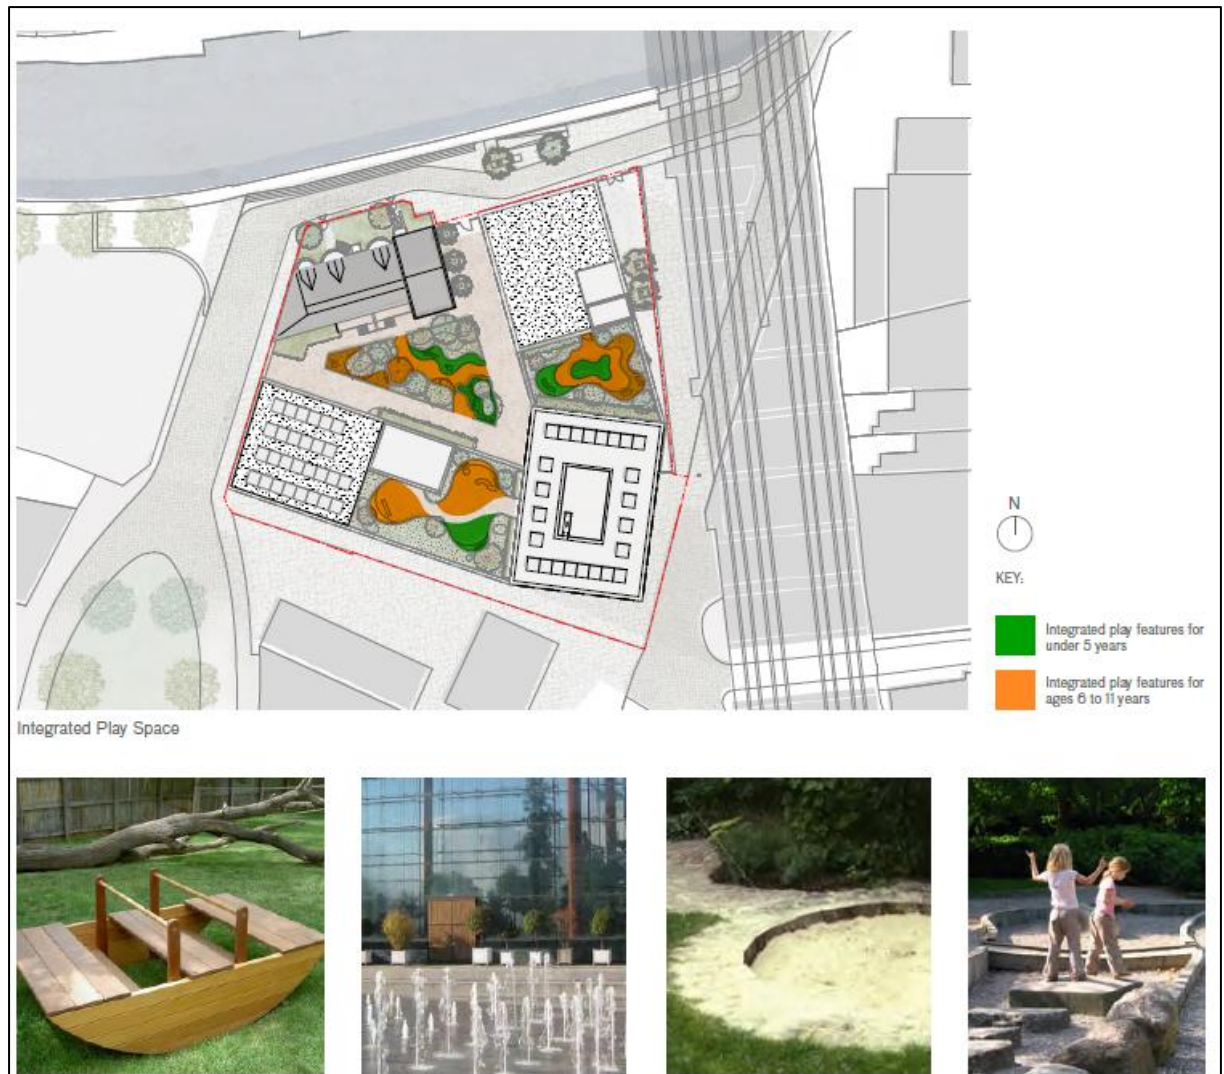 N
KEY:
Integrated play features for
under 5 years
Integrated play features for
ages 6 to 11 years
Integrated Play Space